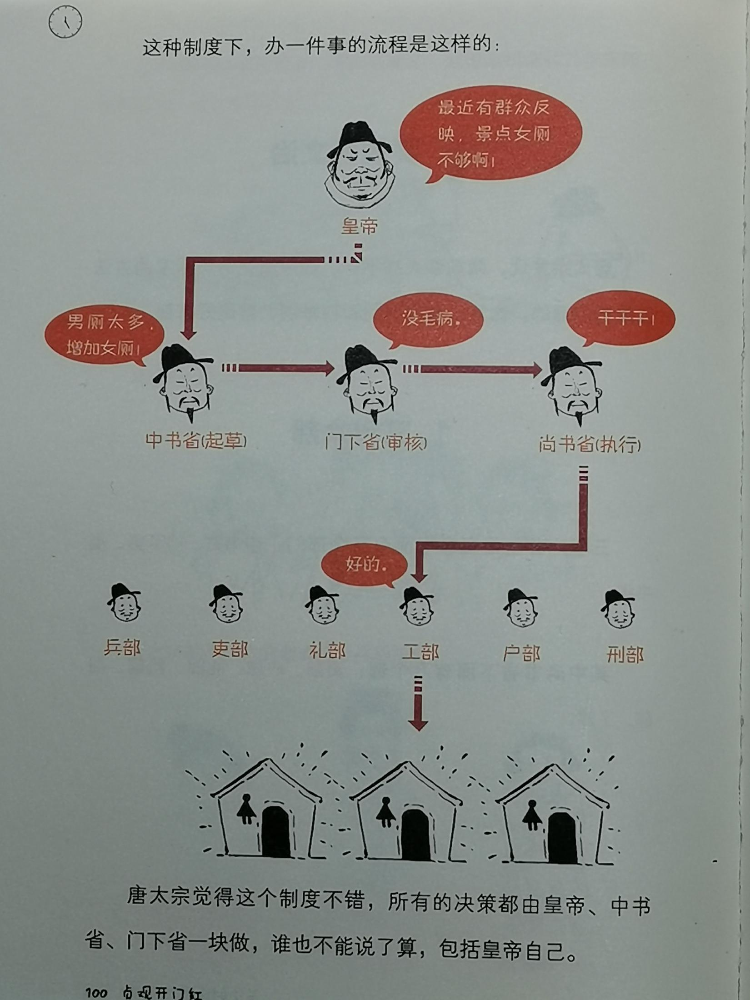 这种制度下，办一件事的流程是这样的：
最近有群众反
映，景点女厕
不够啊！
皇帝
男厕太多，
增加女厕！
没毛病。
干干干！
中书省(起草)
门下省(审核)
尚书省(执行)
好的。
兵部
吏部
礼部
工部
户部
刑部
唐太宗觉得这个制度不错，所有的决策都由皇帝、中书
省、门下省一块做，谁也不能说了算，包括皇帝自己。
100 贞观开门红